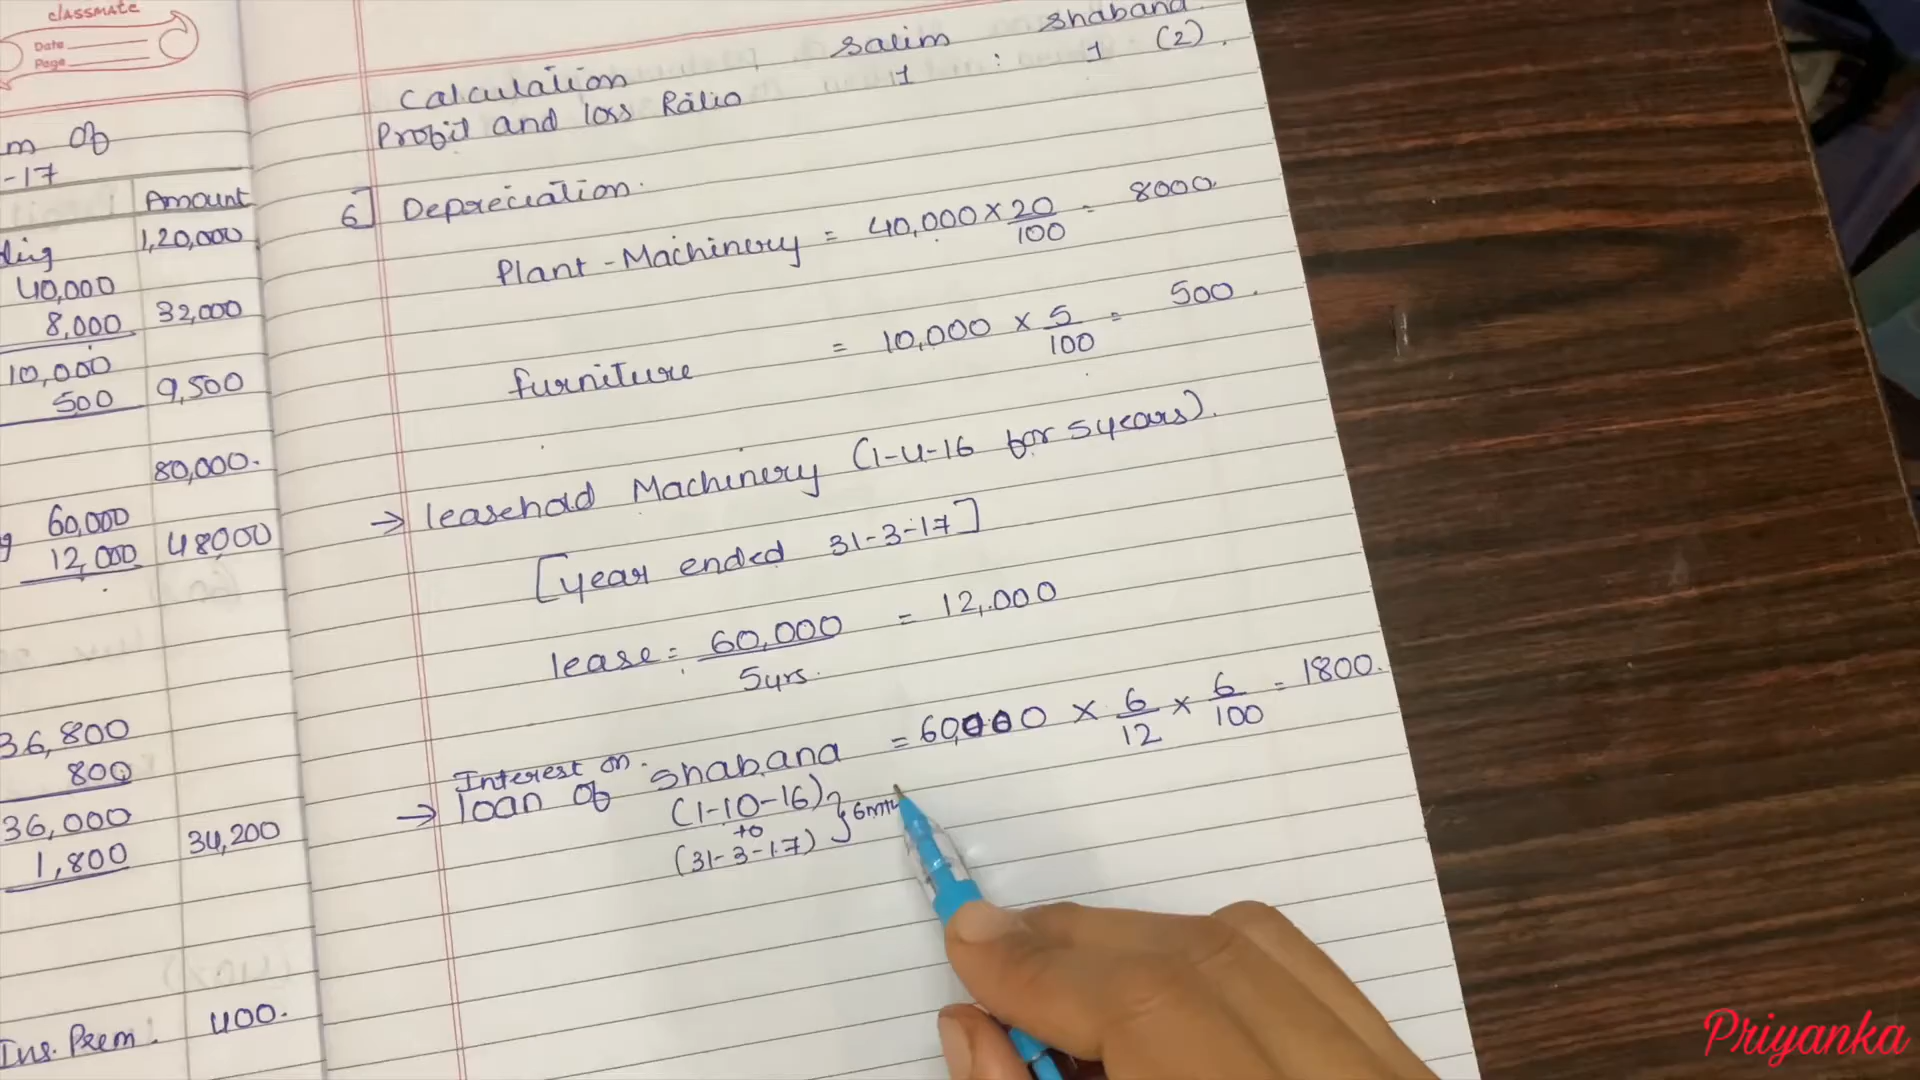 classmate
Date
Page
m of
-17
Amount
ding 1,20,000
40,000
8,000 32,000
10,000
500 9,500
80,000.
60,000
g 12,000 48000
36,800
800
36,000
1,800 34,200
Ins. Prem: 400.
Salim Shabana
Calculation
Profit and loss Ratio 1 : 1 (2).
6] Depreciation.
Plant - Machinery = 40,000 × 20/100 = 8000.
furniture = 10,000 × 5/100 = 500.
→ leasehold Machinery (1-4-16 for 5 years).
[year ended 31-3-17]
lease = 60,000/5yrs. = 12,000
→ Interest on.
loan of Shabana = 60000 × 6/12 × 6/100 = 1800.
(1-10-16)
to } 6mt
(31-3-17)
Priyanka